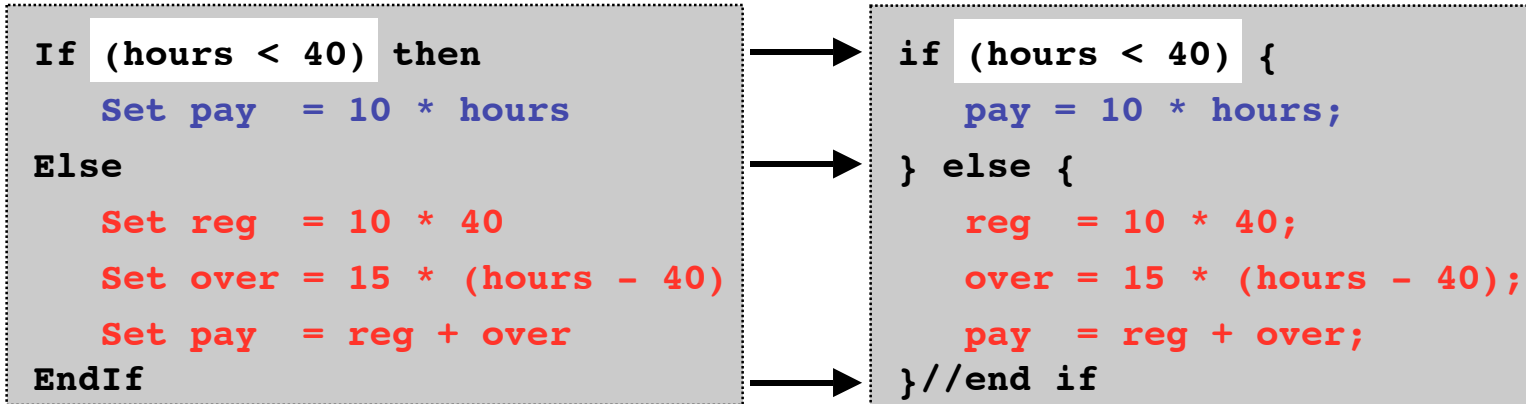 If (hours < 40) then
Set pay = 10 * hours
Else
Set reg = 10 * 40
Set over = 15 * (hours - 40)
Set pay = reg + over
EndIf
if (hours < 40) {
pay = 10 * hours;
} else {
reg = 10 * 40;
over = 15 * (hours - 40);
pay = reg + over;
}//end if